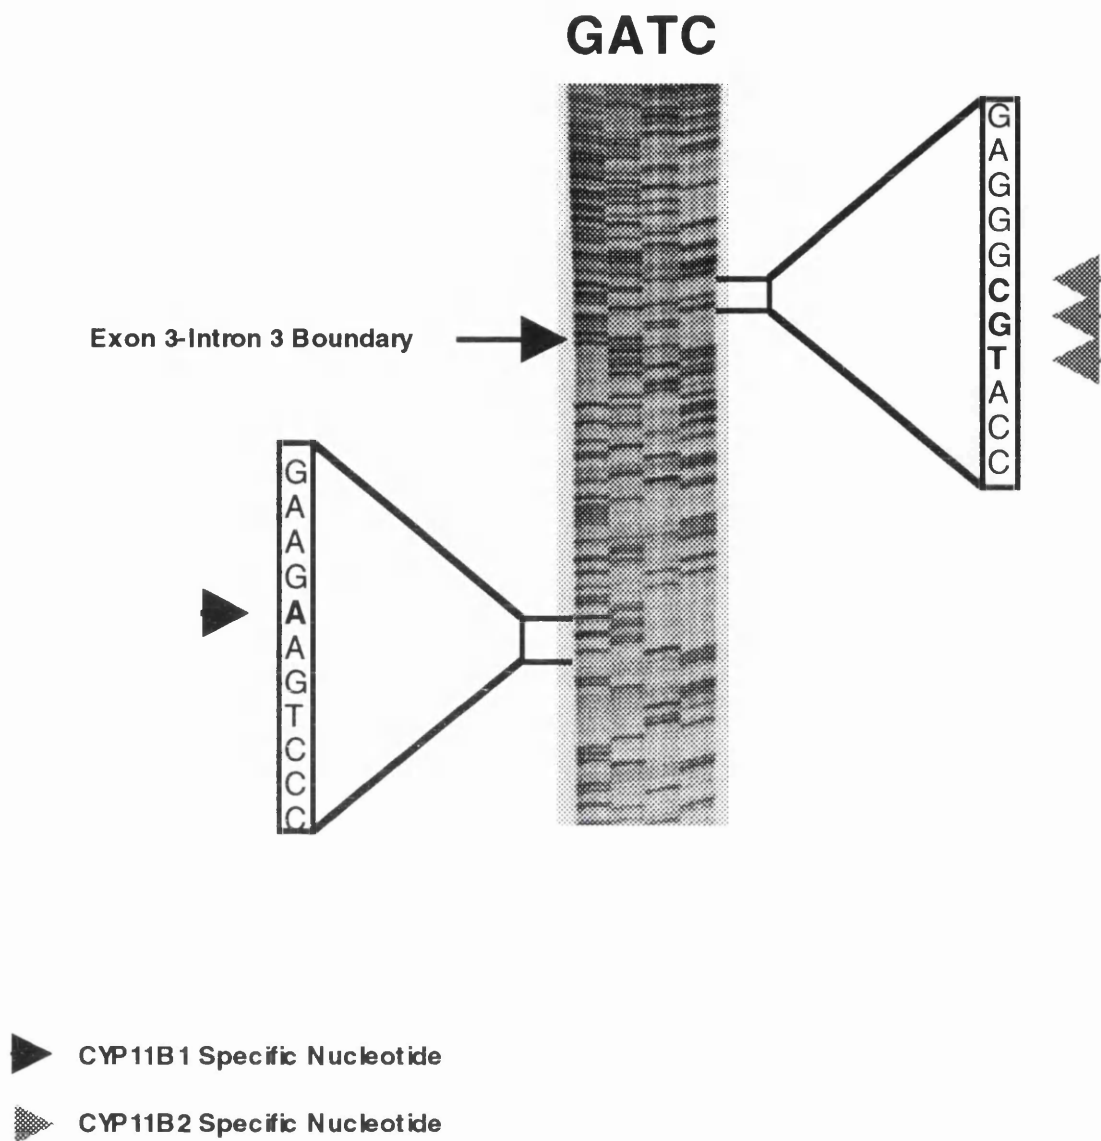 GATC
G
A
G
G
G
C
G
T
A
C
C
Exon 3-Intron 3 Boundary
G
A
A
G
A
A
G
T
C
C
C
CYP11B1 Specific Nucleotide
CYP11B2 Specific Nucleotide